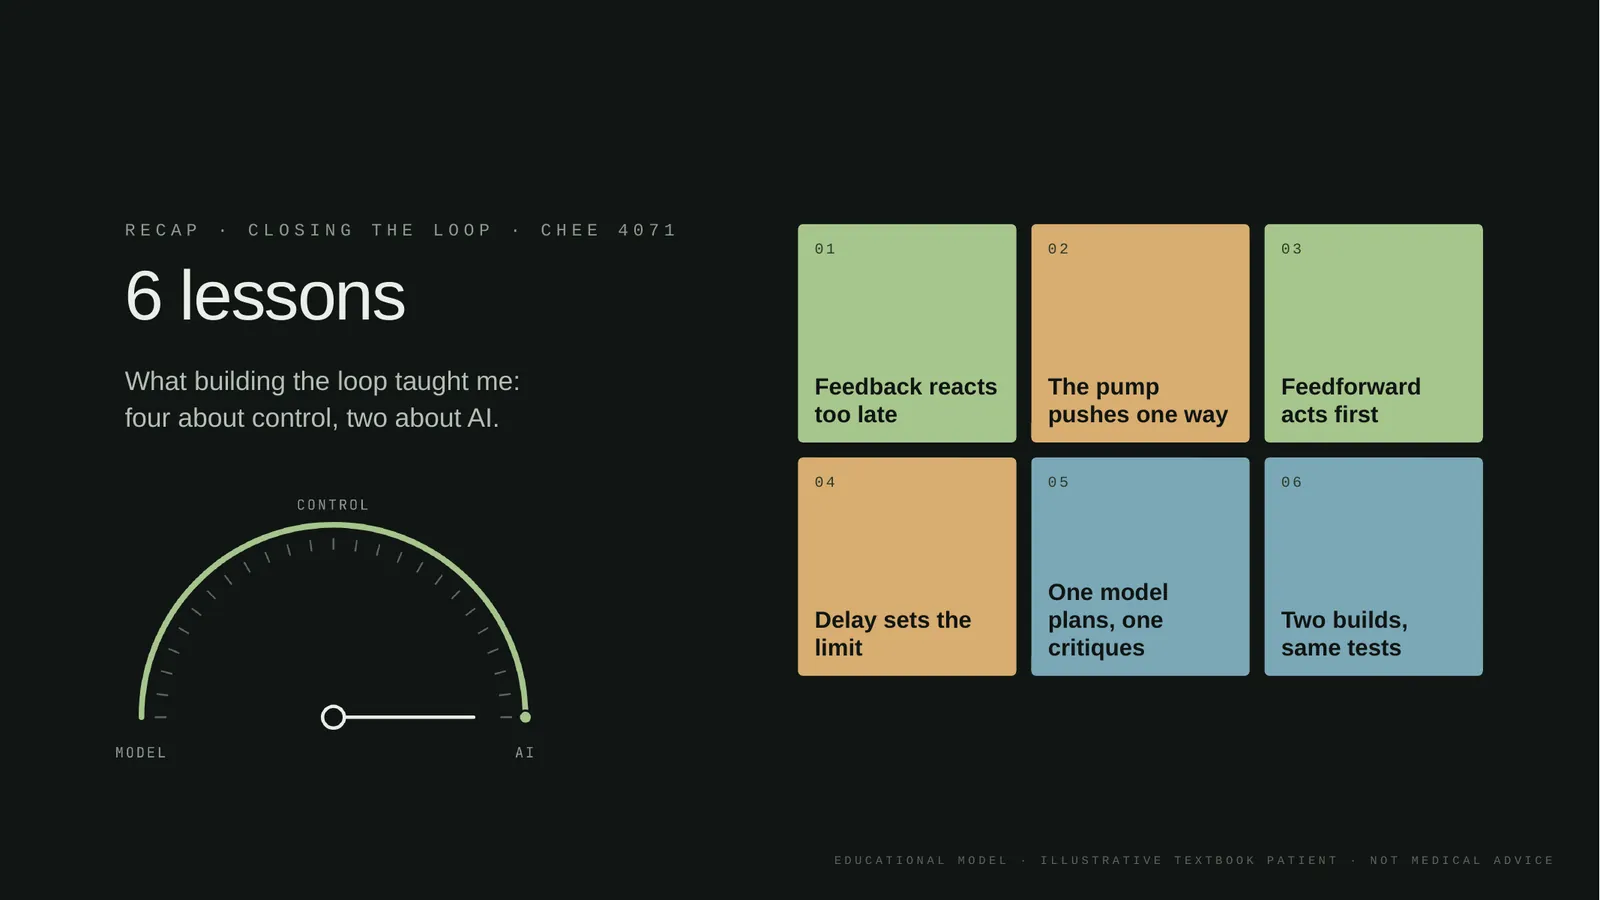 RECAP · CLOSING THE LOOP · CHEE 4071
6 lessons
What building the loop taught me:
four about control, two about AI.
CONTROL
MODEL
AI
01
Feedback reacts
too late
02
The pump
pushes one way
03
Feedforward
acts first
04
Delay sets the
limit
05
One model
plans, one
critiques
06
Two builds,
same tests
EDUCATIONAL MODEL · ILLUSTRATIVE TEXTBOOK PATIENT · NOT MEDICAL ADVICE